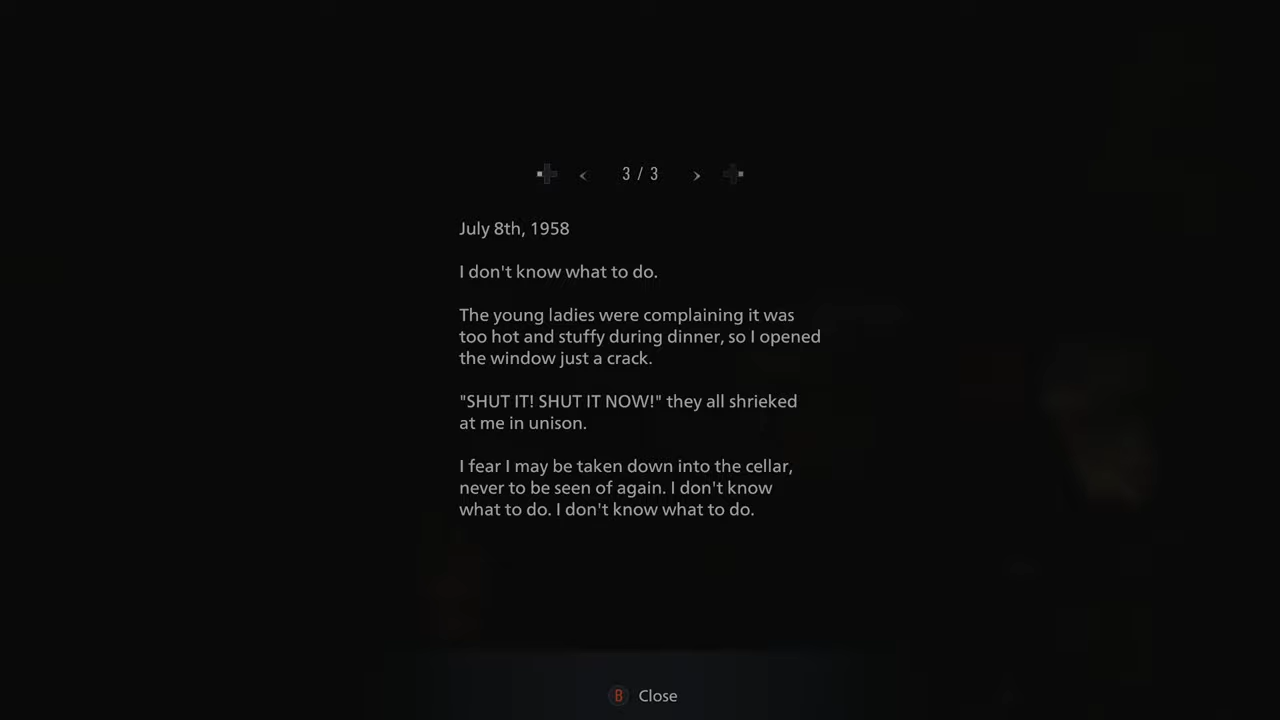 3 / 3
July 8th, 1958
I don't know what to do.
The young ladies were complaining it was
too hot and stuffy during dinner, so I opened
the window just a crack.
"SHUT IT! SHUT IT NOW!" they all shrieked
at me in unison.
I fear I may be taken down into the cellar,
never to be seen of again. I don't know
what to do. I don't know what to do.
B Close